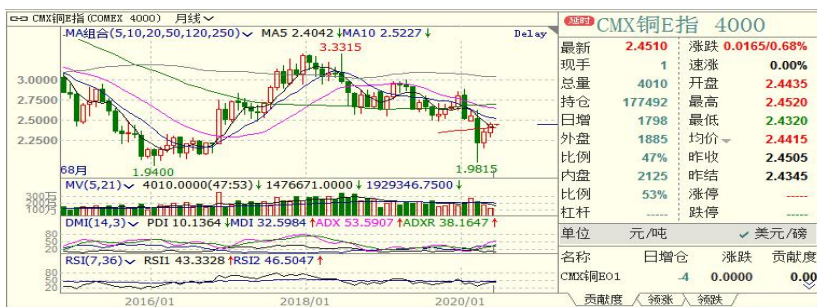 CMX铜E指(COMEX 4000) 月线
MA组合(5,10,20,50,120,250) MA5 2.4042↓MA10 2.5227↓ Delay
3.3315
3.0000
2.7500
2.5000
2.2500
68月
1.9400
1.9815
MV(5,21) 4010.0000(47:53)↓1476671.0000↓1929346.7500↓
300万
200万
100万
DMI(14,3) PDI 10.1364↓MDI 32.5984↑ADX 53.5907↑ADXR 38.1647↑
80
50
20
RSI(7,36) RSI1 43.3328↑RSI2 46.5047↑
80
50
20
2016/01 2018/01 2020/01
延时 CMX铜E指 4000
最新 2.4510 涨跌 0.0165/0.68%
现手 1 速涨 0.00%
总量 4010 开盘 2.4435
持仓 177492 最高 2.4520
日增 1798 最低 2.4320
外盘 1885 均价 2.4415
比例 47% 昨收 2.4505
内盘 2125 昨结 2.4345
比例 53% 涨停 -----
杠杆 ----- 跌停 -----
单位 元/吨 ✓美元/磅
名称 日增仓 涨跌 贡献度
CMX铜E01 -4 0.0000 0.00
贡献度 领涨 领跌